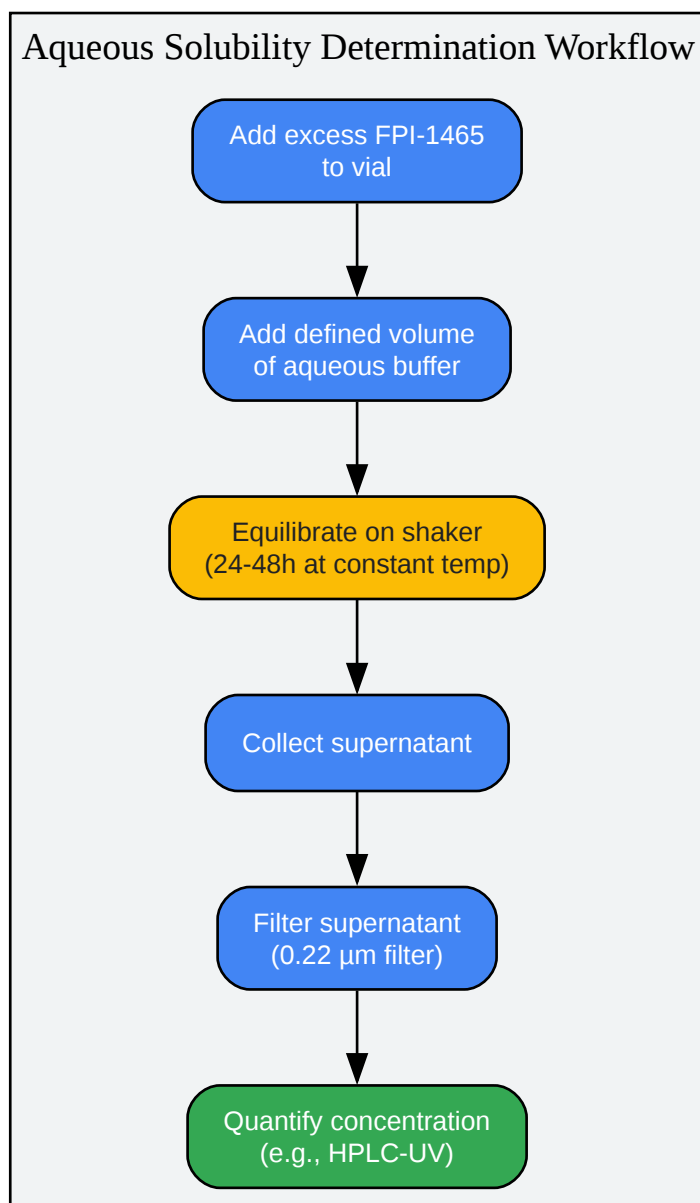 Aqueous Solubility Determination Workflow
Add excess FPI-1465
to vial
Add defined volume
of aqueous buffer
Equilibrate on shaker
(24-48h at constant temp)
Collect supernatant
Filter supernatant
(0.22 µm filter)
Quantify concentration
(e.g., HPLC-UV)